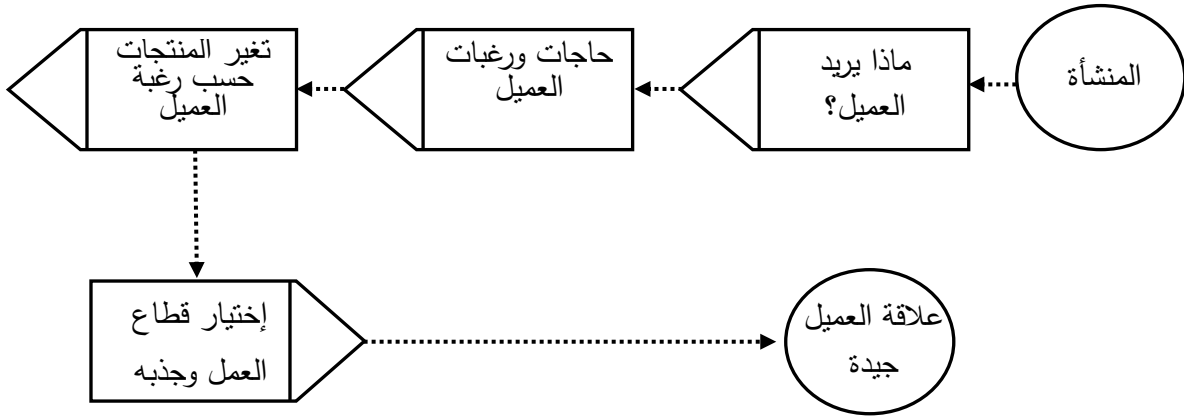 المنشأة
ماذا يريد
العميل؟
حاجات ورغبات
العميل
تغير المنتجات
حسب رغبة
العميل
إختيار قطاع
العمل وجذبه
علاقة العميل
جيدة